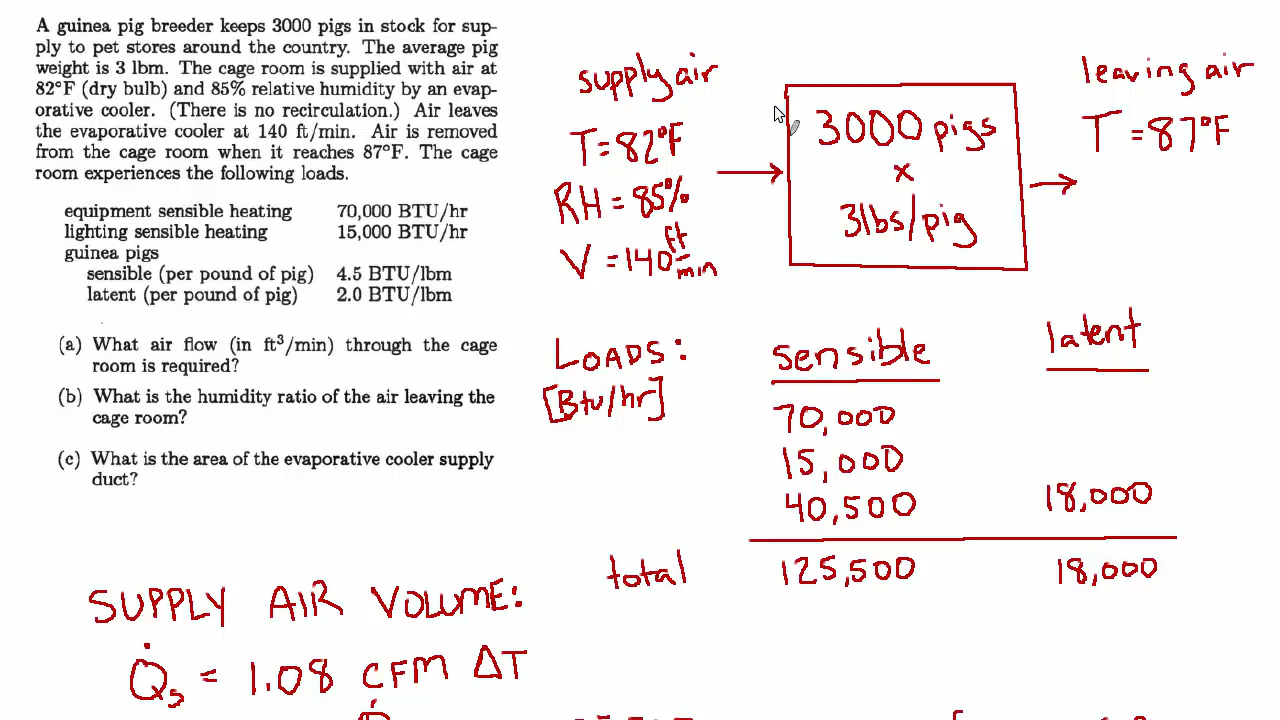 A guinea pig breeder keeps 3000 pigs in stock for sup-
ply to pet stores around the country. The average pig
weight is 3 lbm. The cage room is supplied with air at
82°F (dry bulb) and 85% relative humidity by an evap-
orative cooler. (There is no recirculation.) Air leaves
the evaporative cooler at 140 ft/min. Air is removed
from the cage room when it reaches 87°F. The cage
room experiences the following loads.
equipment sensible heating 70,000 BTU/hr
lighting sensible heating 15,000 BTU/hr
guinea pigs
sensible (per pound of pig) 4.5 BTU/lbm
latent (per pound of pig) 2.0 BTU/lbm
(a) What air flow (in ft³/min) through the cage
room is required?
(b) What is the humidity ratio of the air leaving the
cage room?
(c) What is the area of the evaporative cooler supply
duct?
supply air
T=82°F
RH=85%
V=140 ft/min
3000 pigs
x
3lbs/pig
leaving air
T=87°F
LOADS: sensible latent
[Btu/hr]
70,000
15,000
40,500 18,000
total 125,500 18,000
SUPPLY AIR VOLUME:
Q̇s = 1.08 CFM ΔT